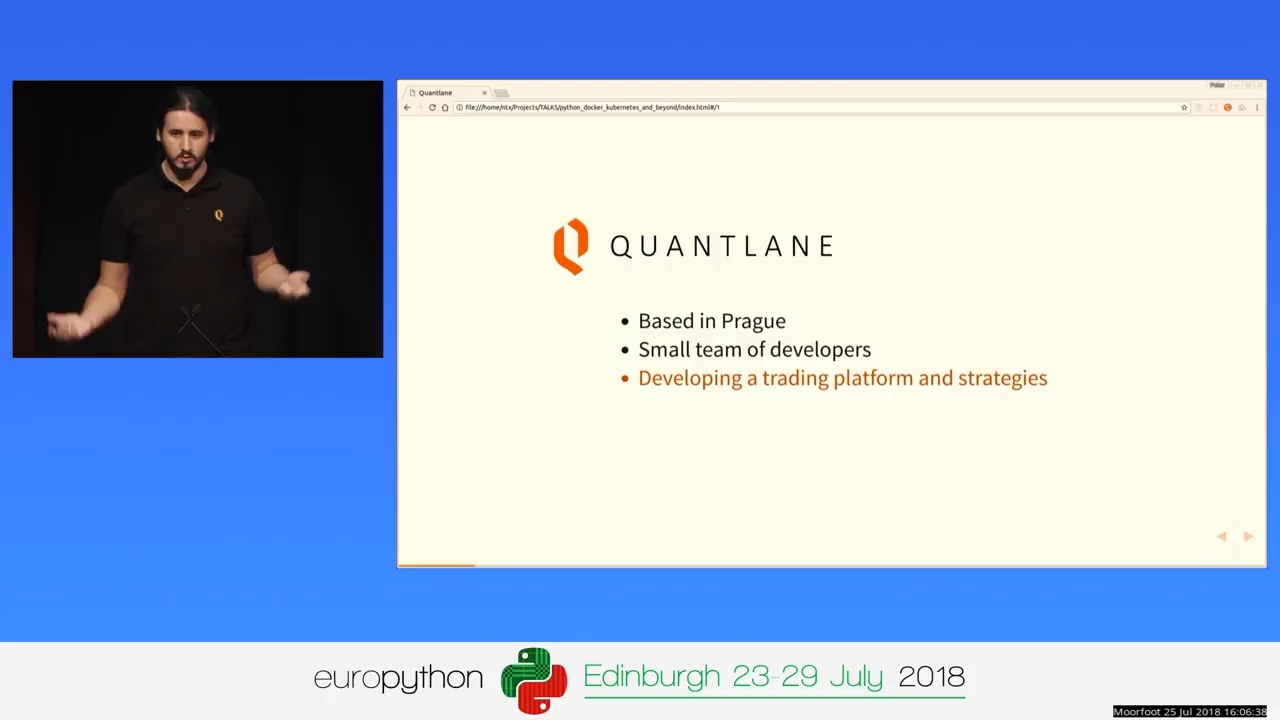 Quantlane
Peter
file:///home/ntx/Projects/TALKS/python_docker_kubernetes_and_beyond/index.html#/1
QUANTLANE
• Based in Prague
• Small team of developers
• Developing a trading platform and strategies
europython
Edinburgh 23-29 July 2018
Moorfoot 25 Jul 2018 16:06:38